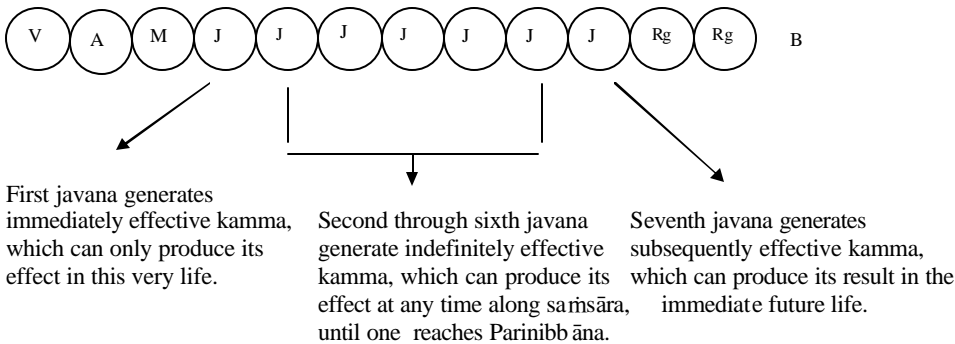 V A M J J J J J J J Rg Rg B
First javana generates
immediately effective kamma,
which can only produce its
effect in this very life.
Second through sixth javana
generate indefinitely effective
kamma, which can produce its
effect at any time along saṁsāra,
until one reaches Parinibb āna.
Seventh javana generates
subsequently effective kamma,
which can produce its result in the
immediate future life.